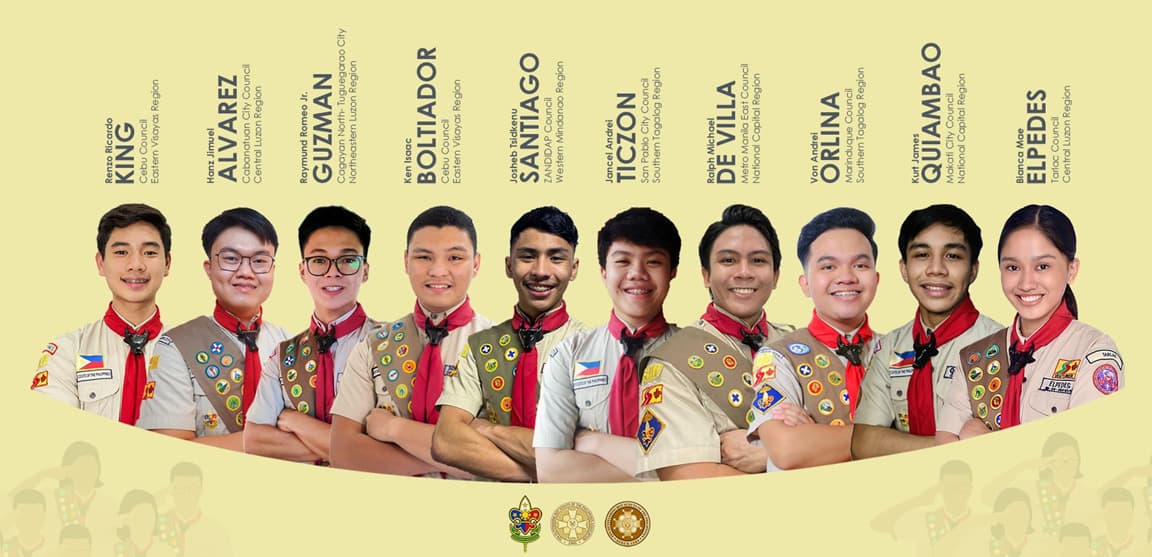 Renzo Ricardo
KING
Cebu Council
Eastern Visayas Region
Hanz Jimuel
ALVAREZ
Cabanatuan City Council
Central Luzon Region
Raymund Romeo Jr.
GUZMAN
Cagayan North- Tuguegarao City
Northeastern Luzon Region
Ken Isaac
BOLTIADOR
Cebu Council
Eastern Visayas Region
Josheb Tsidkenu
SANTIAGO
ZANDIDAP Council
Western Mindanao Region
Jancel Andrei
TICZON
San Pablo City Council
Southern Tagalog Region
Ralph Michael
DE VILLA
Metro Manila East Council
National Capital Region
Von Andrei
ORLINA
Marinduque Council
Southern Tagalog Region
Kurt James
QUIAMBAO
Makati City Council
National Capital Region
Bianca Mae
ELPEDES
Tarlac Council
Central Luzon Region
TARLAC
ELPEDES